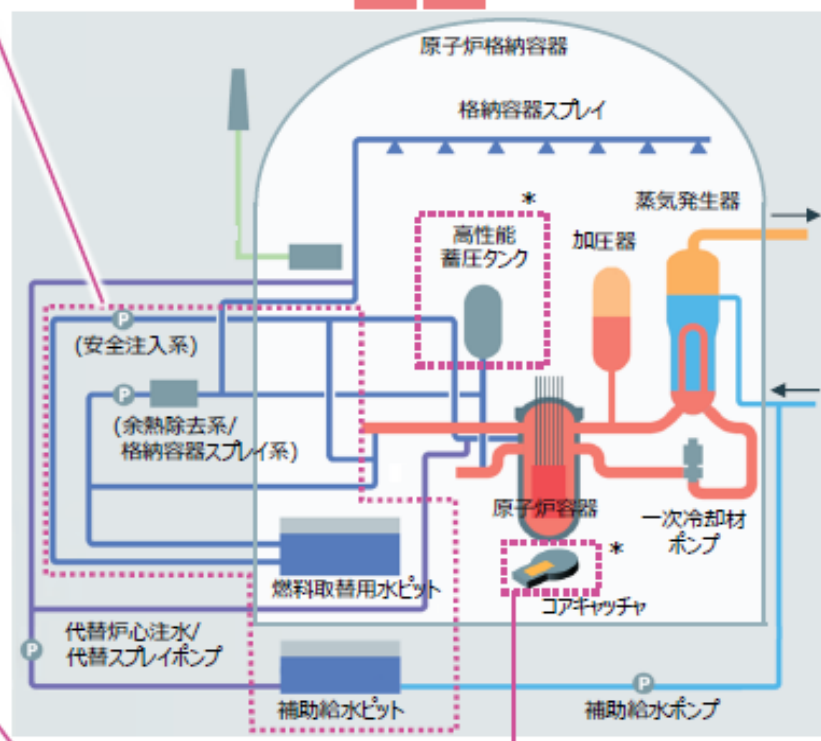 原子炉格納容器
格納容器スプレイ
*
蒸気発生器
高性能
蓄圧タンク
加圧器
P
(安全注入系)
P
(余熱除去系/
格納容器スプレイ系)
原子炉容器
一次冷却材
ポンプ
*
燃料取替用水ピット
コアキャッチャ
代替炉心注水/
代替スプレイポンプ
P
P
補助給水ピット
補助給水ポンプ